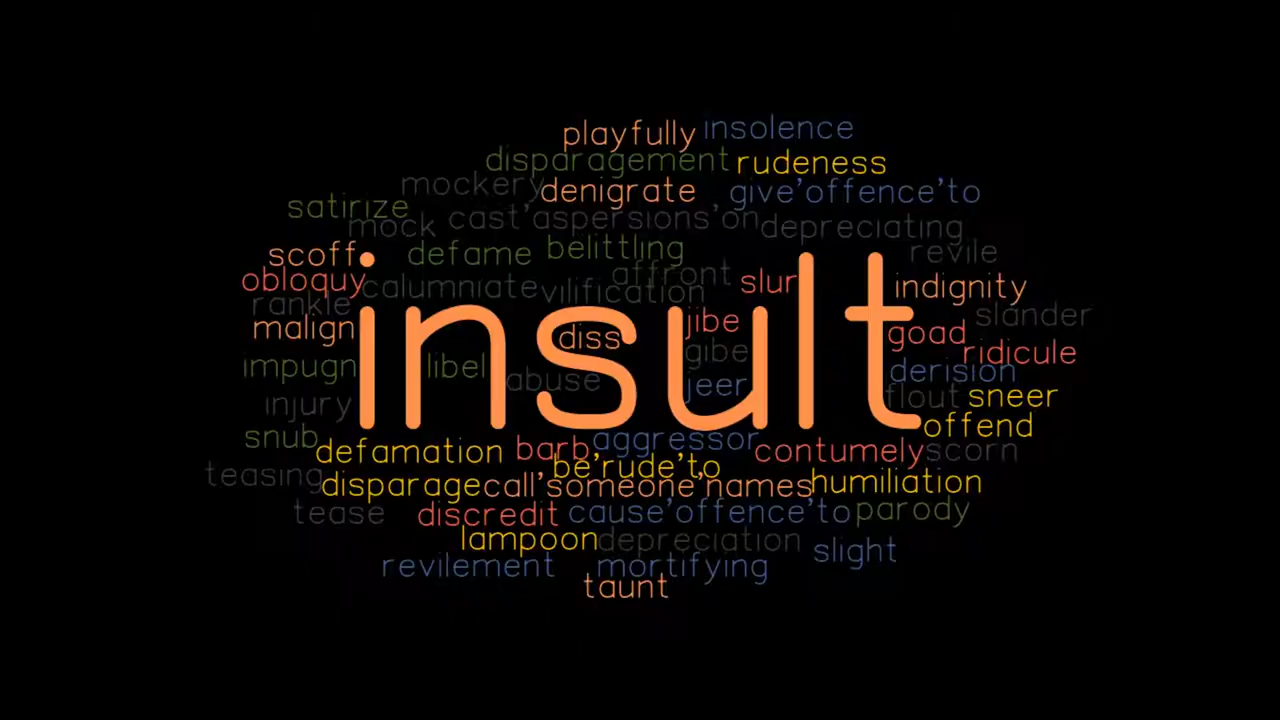 playfully insolence
disparagement rudeness
mockery denigrate give'offence'to
satirize mock cast'aspersions'on depreciating
scoff defame belittling revile
obloquy calumniate vilification affront slur indignity
rankle slander
insult
malign diss jibe goad
impugn libel gibe ridicule
abuse jeer derision
injury flout sneer
snub offend
defamation barb aggressor contumely scorn
teasing be'rude'to
disparage call'someone'names humiliation
tease discredit cause'offence'to parody
lampoon depreciation slight
revilement mortifying
taunt